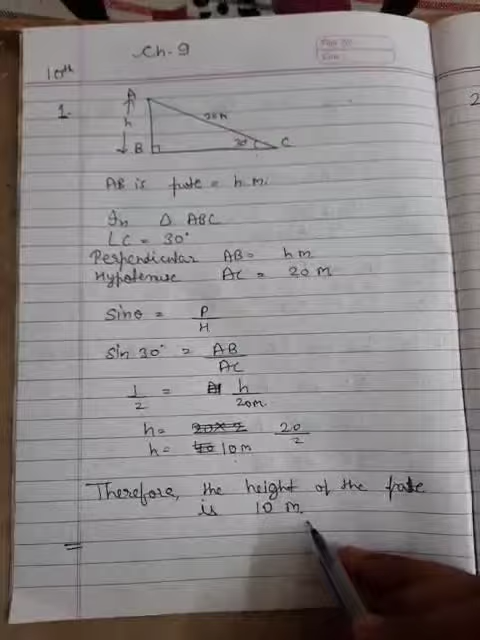 Ch-9
10th
1.
A
h
20m
B
30°
C
AB is pole = h m.
In Δ ABC
∠C = 30°
Perpendicular AB = h m
Hypotenuse AC = 20 m
Sinθ = P/H
Sin 30° = AB/AC
1/2 = h/20m
h = 20/2
h = 10m
Therefore, the height of the pole
is 10 m.
2